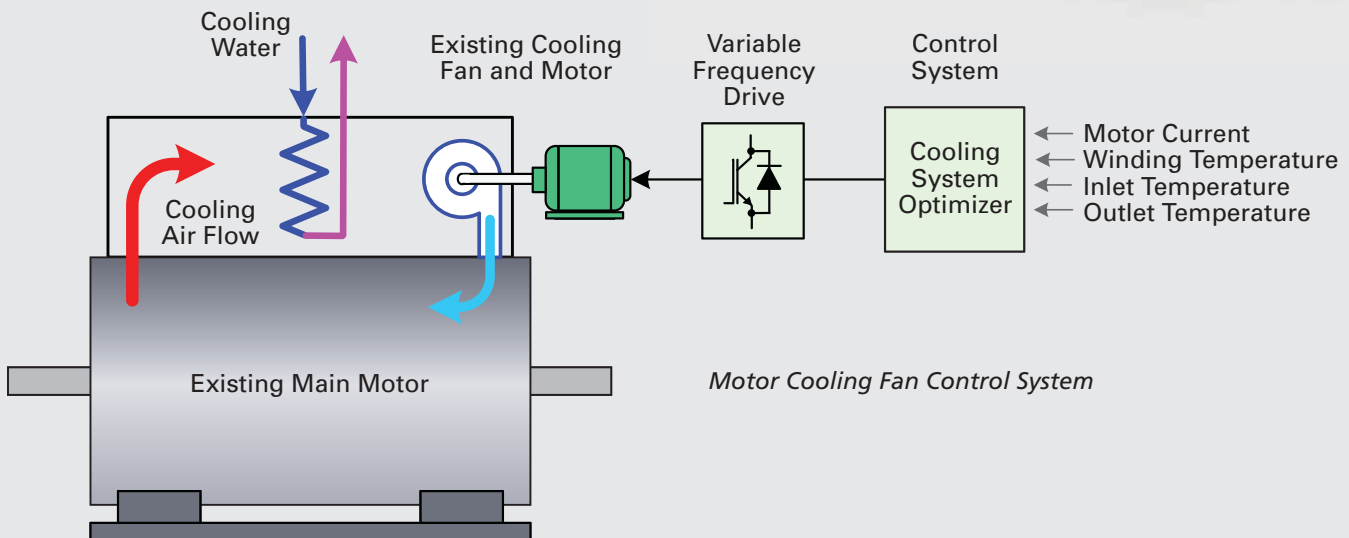 Cooling
Water
Existing Cooling
Fan and Motor
Variable
Frequency
Drive
Control
System
Cooling
System
Optimizer
Motor Current
Winding Temperature
Inlet Temperature
Outlet Temperature
Cooling
Air Flow
Existing Main Motor
Motor Cooling Fan Control System